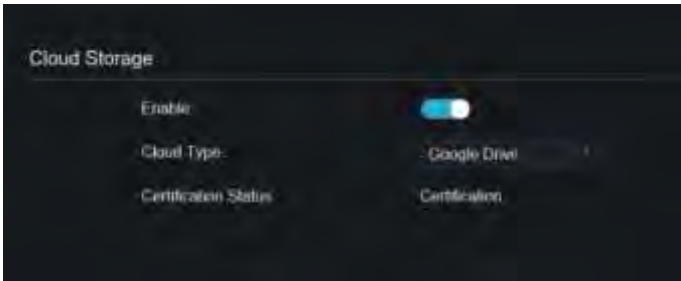 Cloud Storage
Enable
Cloud Type Google Drive
Certification Status Certification